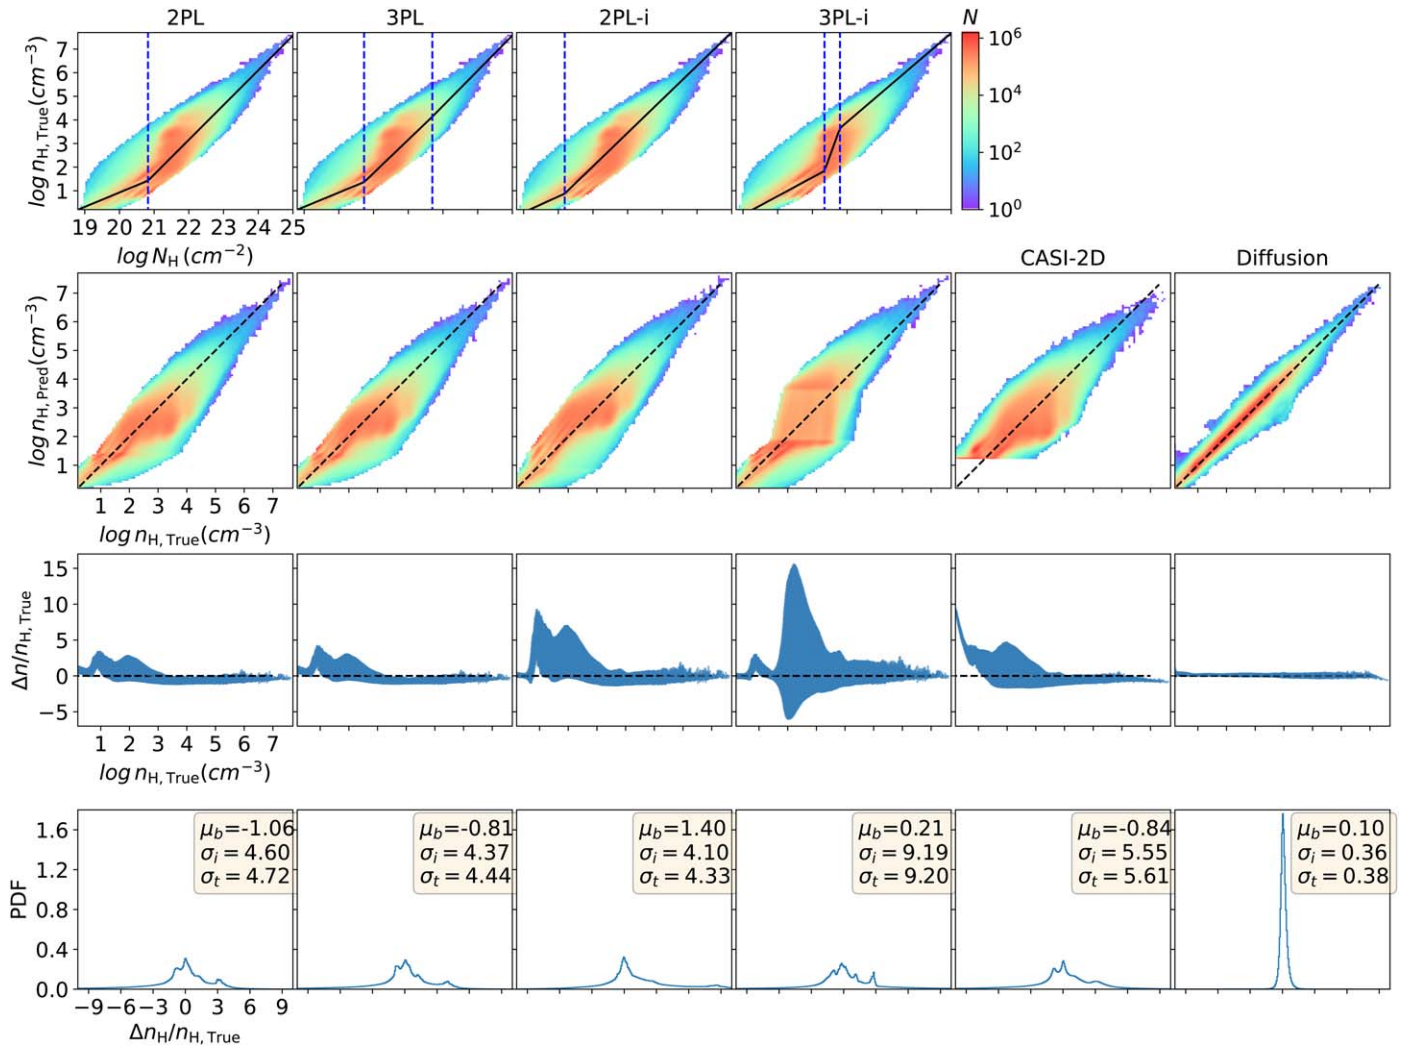 2PL 3PL 2PL-i 3PL-i N
log n_H,True (cm^−3)
7
6
5
4
3
2
1
10^6
10^4
10^2
10^0
19 20 21 22 23 24 25
log N_H (cm^−2)
CASI-2D Diffusion
log n_H,Pred (cm^−3)
7
6
5
4
3
2
1
1 2 3 4 5 6 7
log n_H,True (cm^−3)
Δn/n_H,True
15
10
5
0
−5
1 2 3 4 5 6 7
log n_H,True (cm^−3)
PDF
1.6
1.2
0.8
0.4
0.0
μ_b=-1.06
σ_i = 4.60
σ_t = 4.72
μ_b=-0.81
σ_i = 4.37
σ_t = 4.44
μ_b=1.40
σ_i = 4.10
σ_t = 4.33
μ_b=0.21
σ_i = 9.19
σ_t = 9.20
μ_b=-0.84
σ_i = 5.55
σ_t = 5.61
μ_b=0.10
σ_i = 0.36
σ_t = 0.38
−9 −6 −3 0 3 6 9
Δn_H/n_H,True